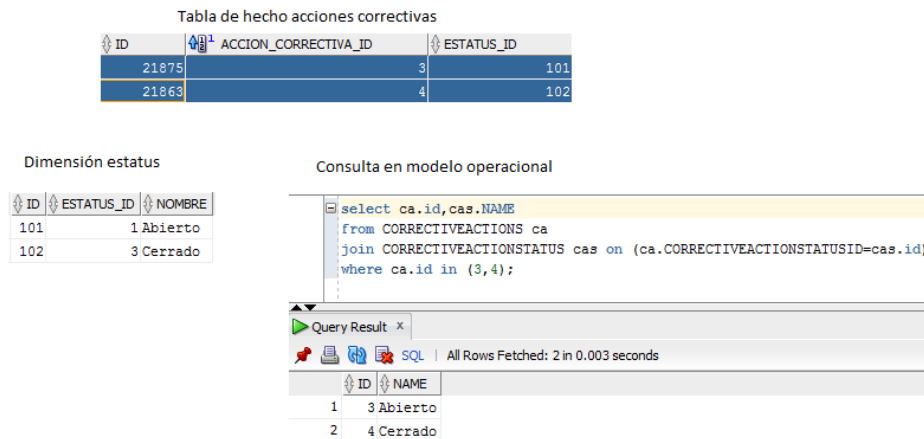 Tabla de hecho acciones correctivas
ID 1 ACCION_CORRECTIVA_ID ESTATUS_ID
21875 3 101
21863 4 102
Dimensión estatus
ID ESTATUS_ID NOMBRE
101 1 Abierto
102 3 Cerrado
Consulta en modelo operacional
select ca.id,cas.NAME
from CORRECTIVEACTIONS ca
join CORRECTIVEACTIONSTATUS cas on (ca.CORRECTIVEACTIONSTATUSID=cas.id)
where ca.id in (3,4);
Query Result x
SQL | All Rows Fetched: 2 in 0.003 seconds
ID NAME
1 3 Abierto
2 4 Cerrado